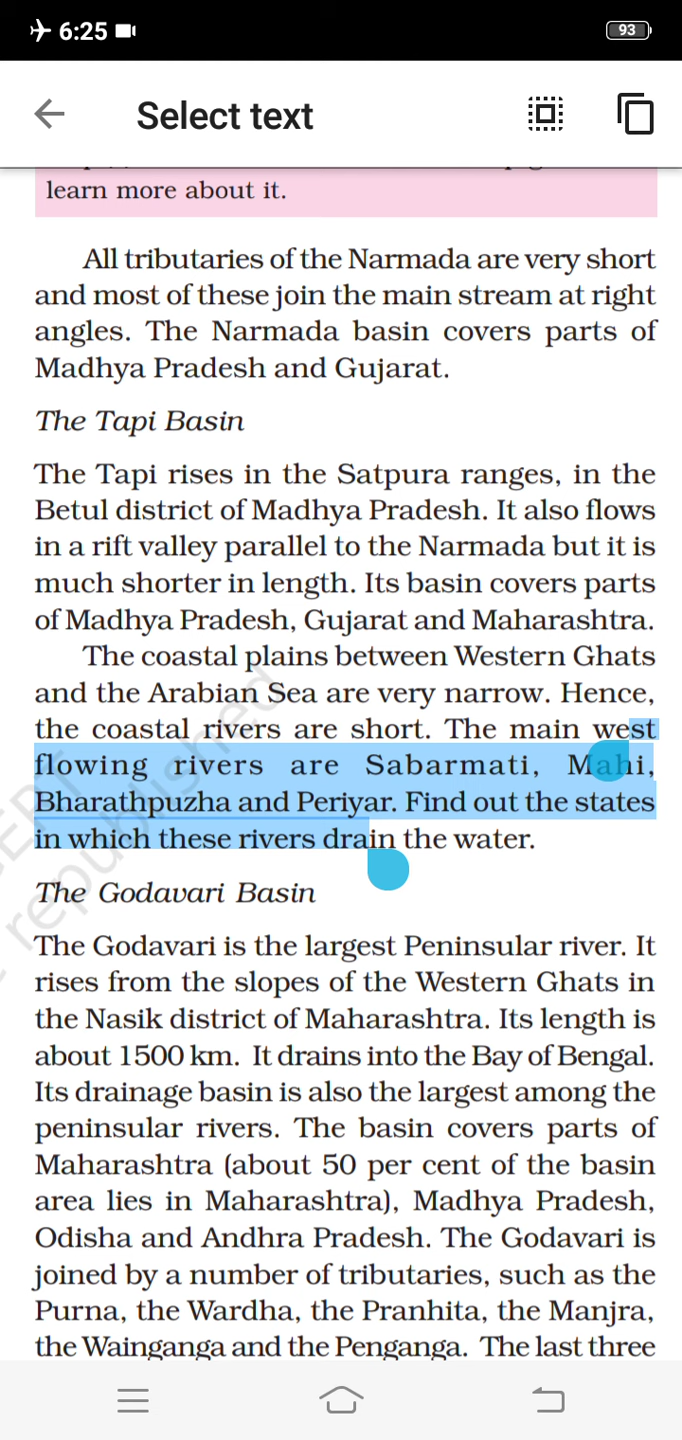 6:25
93
Select text
learn more about it.
All tributaries of the Narmada are very short
and most of these join the main stream at right
angles. The Narmada basin covers parts of
Madhya Pradesh and Gujarat.
The Tapi Basin
The Tapi rises in the Satpura ranges, in the
Betul district of Madhya Pradesh. It also flows
in a rift valley parallel to the Narmada but it is
much shorter in length. Its basin covers parts
of Madhya Pradesh, Gujarat and Maharashtra.
The coastal plains between Western Ghats
and the Arabian Sea are very narrow. Hence,
the coastal rivers are short. The main west
flowing rivers are Sabarmati, Mahi,
Bharathpuzha and Periyar. Find out the states
in which these rivers drain the water.
The Godavari Basin
The Godavari is the largest Peninsular river. It
rises from the slopes of the Western Ghats in
the Nasik district of Maharashtra. Its length is
about 1500 km. It drains into the Bay of Bengal.
Its drainage basin is also the largest among the
peninsular rivers. The basin covers parts of
Maharashtra (about 50 per cent of the basin
area lies in Maharashtra), Madhya Pradesh,
Odisha and Andhra Pradesh. The Godavari is
joined by a number of tributaries, such as the
Purna, the Wardha, the Pranhita, the Manjra,
the Wainganga and the Penganga. The last three
republished